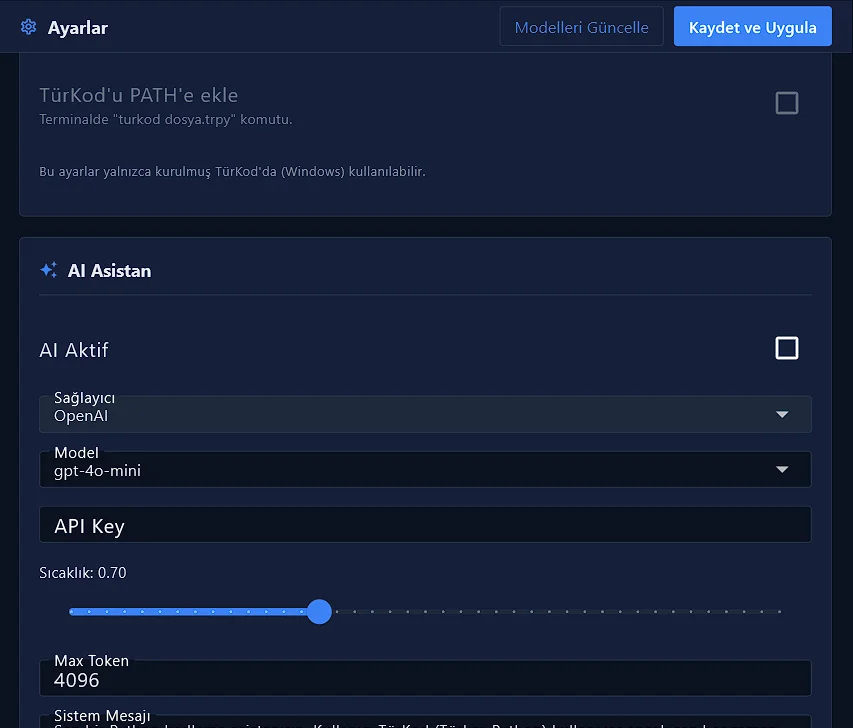 Ayarlar
Modelleri Güncelle
Kaydet ve Uygula
TürKod'u PATH'e ekle
Terminalde "turkod dosya.trpy" komutu.
Bu ayarlar yalnızca kurulmuş TürKod'da (Windows) kullanılabilir.
AI Asistan
AI Aktif
Sağlayıcı
OpenAI
Model
gpt-4o-mini
API Key
Sıcaklık: 0.70
Max Token
4096
Sistem Mesajı